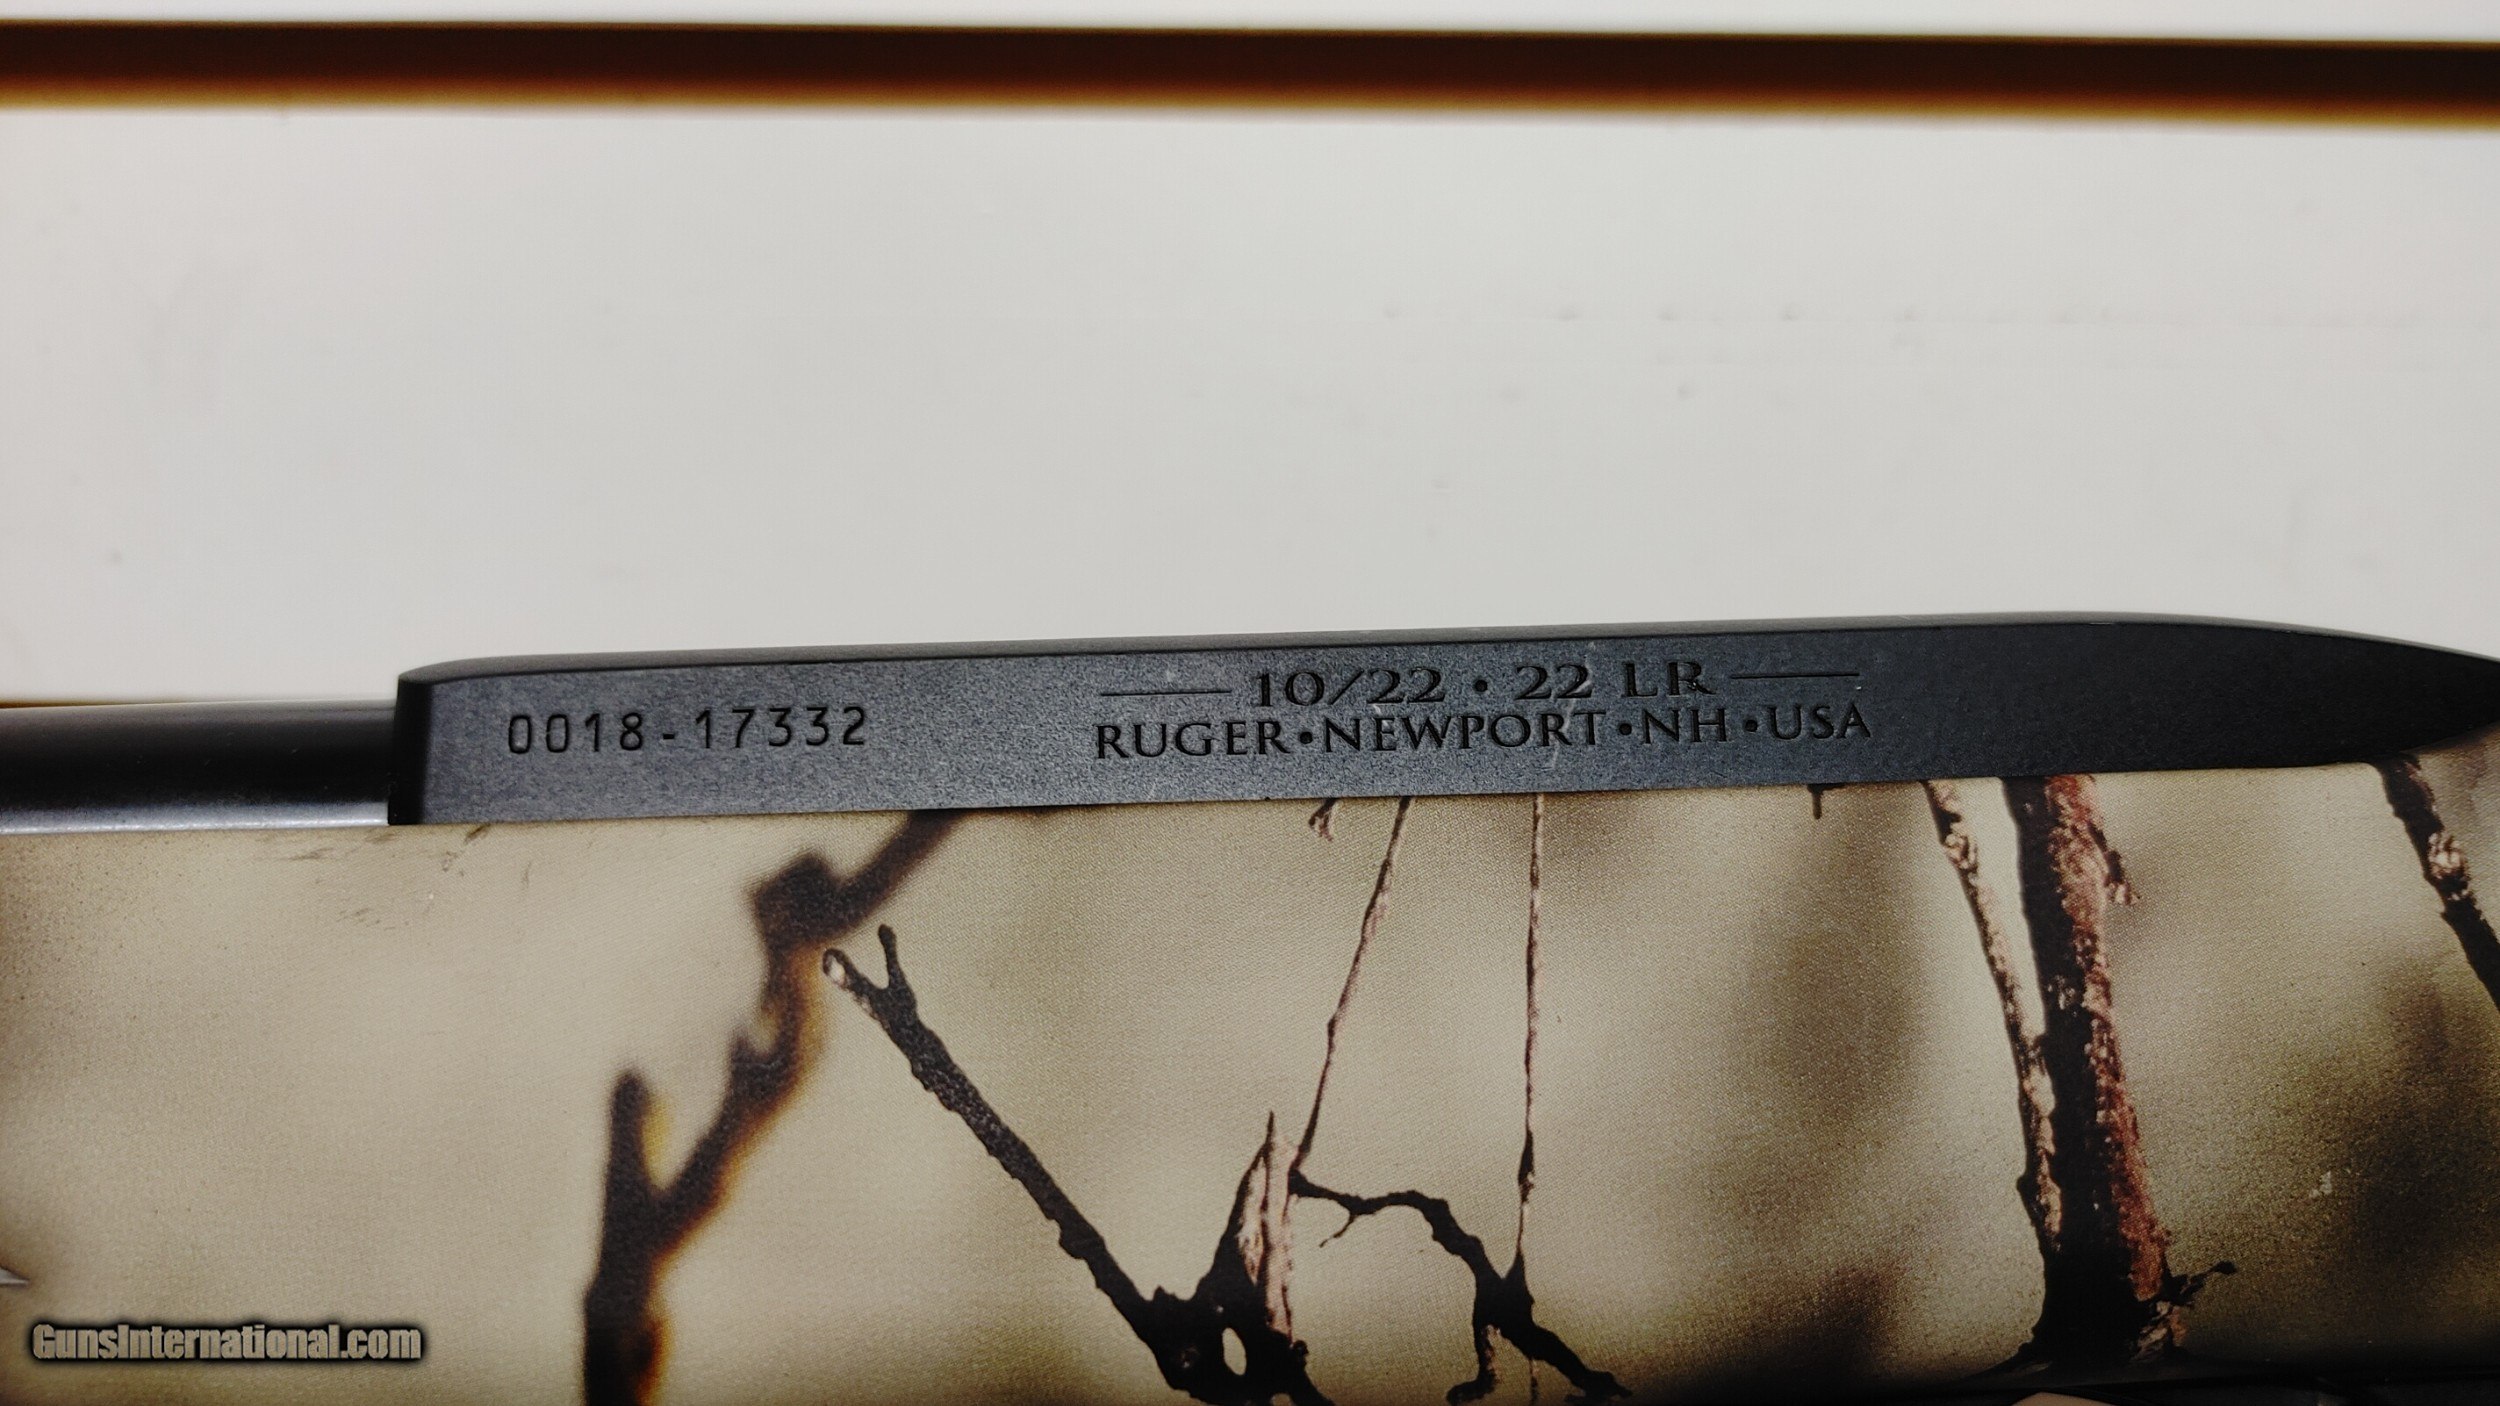 0018-17332
10/22 • 22 LR
RUGER•NEWPORT•NH•USA
GunsInternational.com